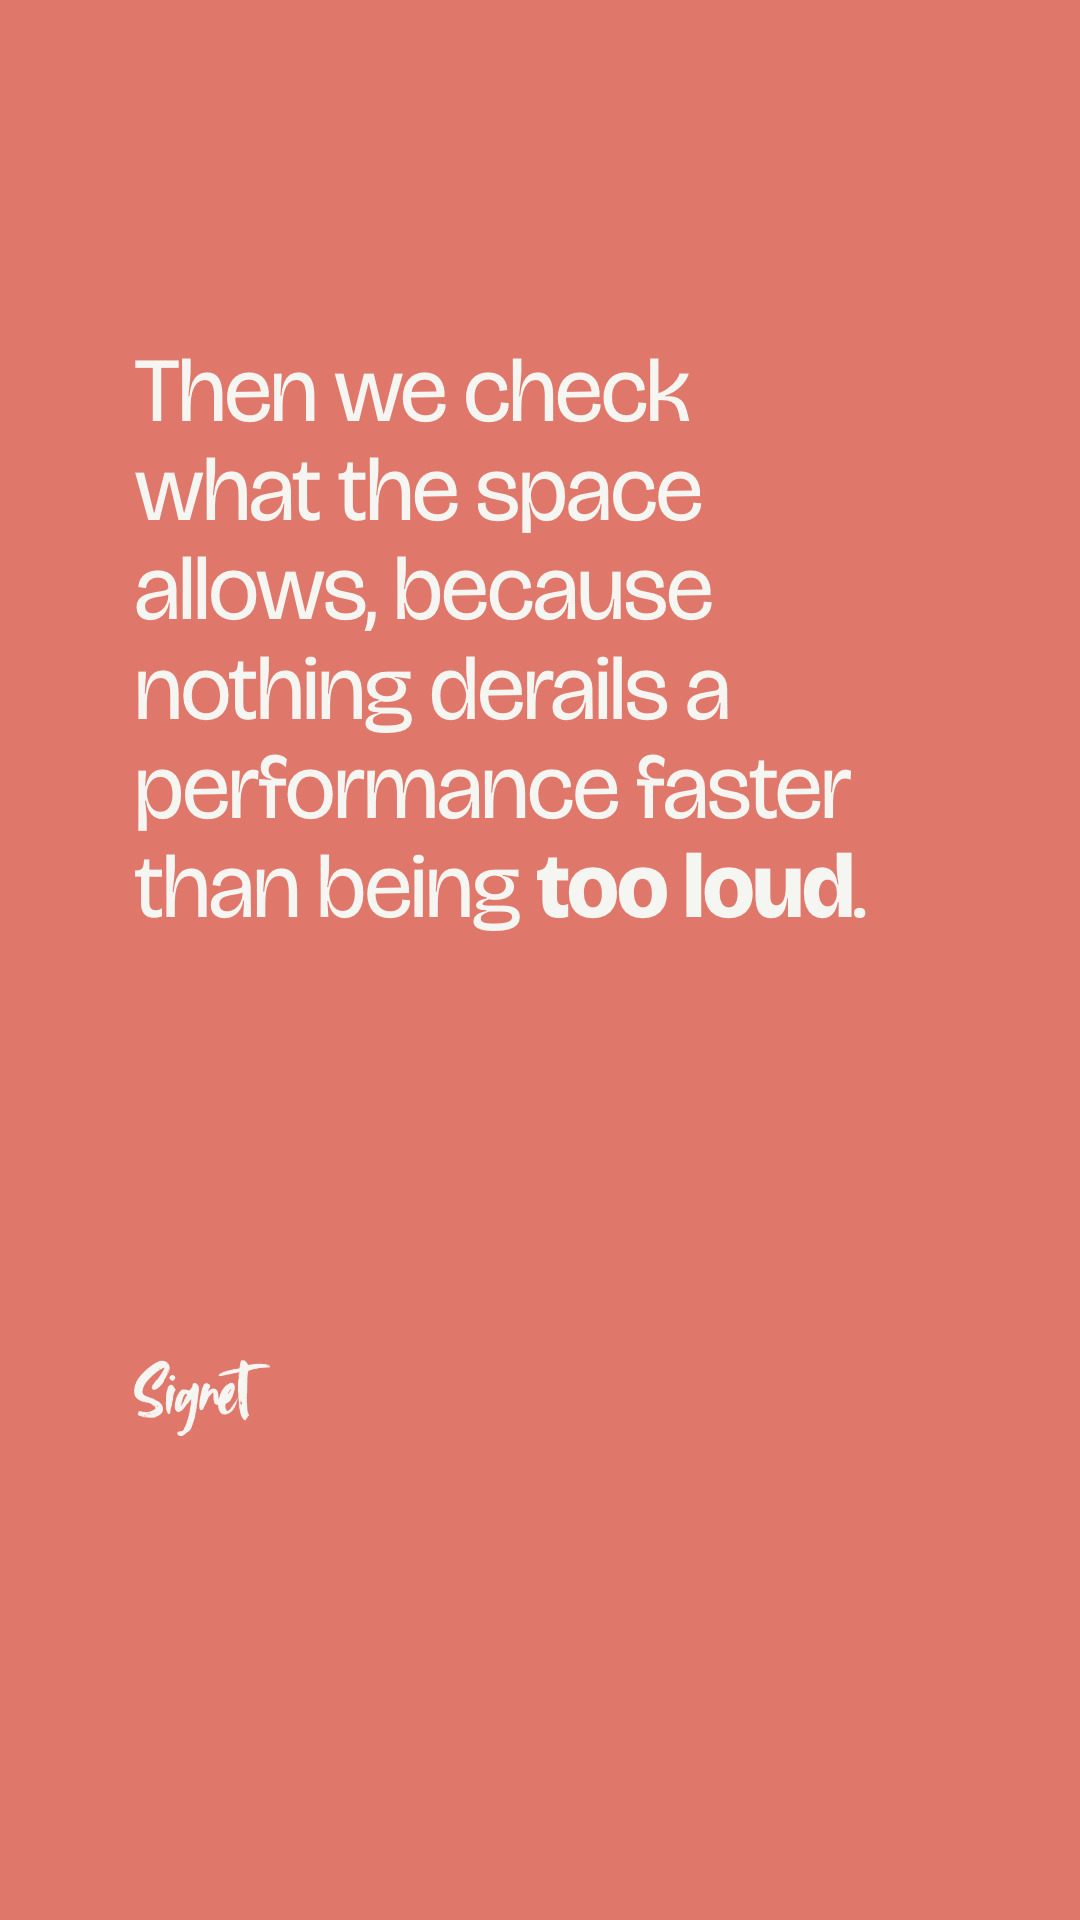 Then we check
what the space
allows, because
nothing derails a
performance faster
than being too loud.
Signet